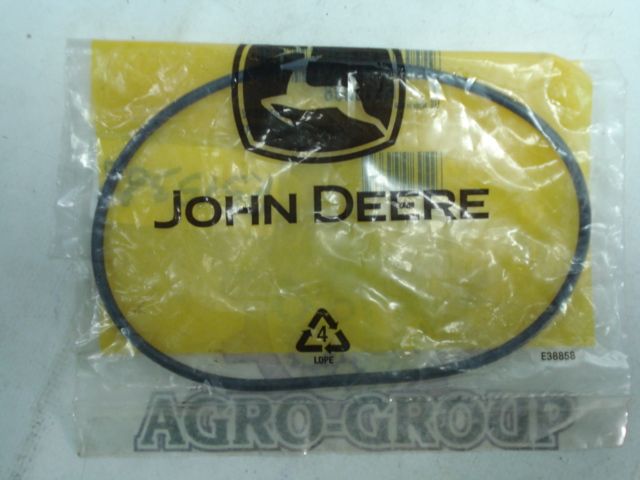 JOHN DEERE
4
LDPE
E38858
AGRO-GROUP